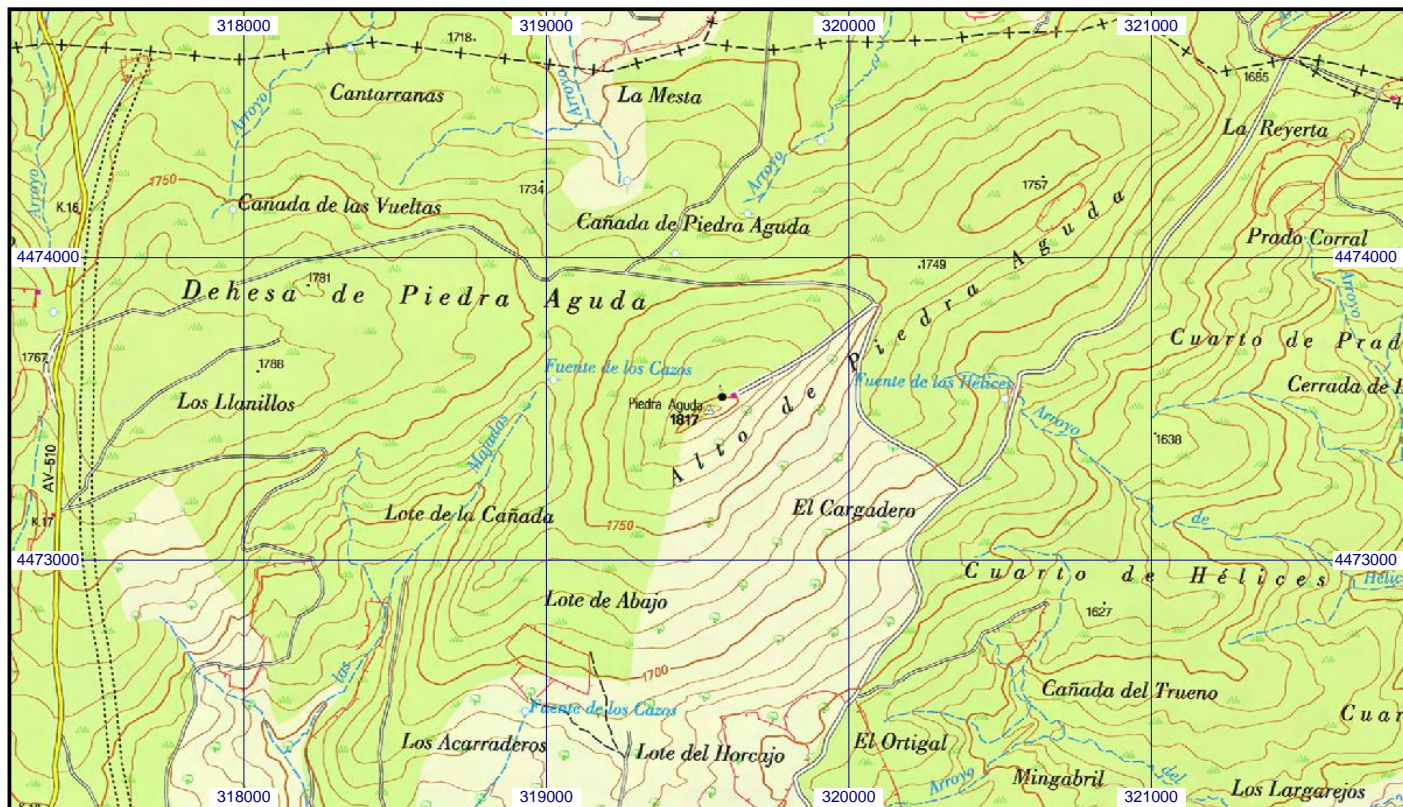 318000
319000
320000
321000
1718
1685
Cantarranas
La Mesta
La Reyerta
Arroyo
Arroyo
Arroyo
Arroyo
1750
1734
1757
K.16
Cañada de las Vueltas
Cañada de Piedra Aguda
Prado Corral
4474000
4474000
1749
Arroyo
1781
Dehesa de Piedra Aguda
Alto de Piedra Aguda
Cuarto de Prad
1767
1788
Fuente de los Cazos
Fuente de las Hélices
Los Llanillos
Piedra Aguda
1817
Arroyo
1638
Majadas
AV-510
El Cargadero
K.17
Lote de la Cañada
1750
de
4473000
4473000
Cuarto de Hélices
Lote de Abajo
1627
las
1700
Cañada del Trueno
Fuente de los Cazos
Cuar
Los Acarraderos
Lote del Horcajo
El Ortigal
Arroyo
Mingabril
del
Los Largarejos
318000
319000
320000
321000